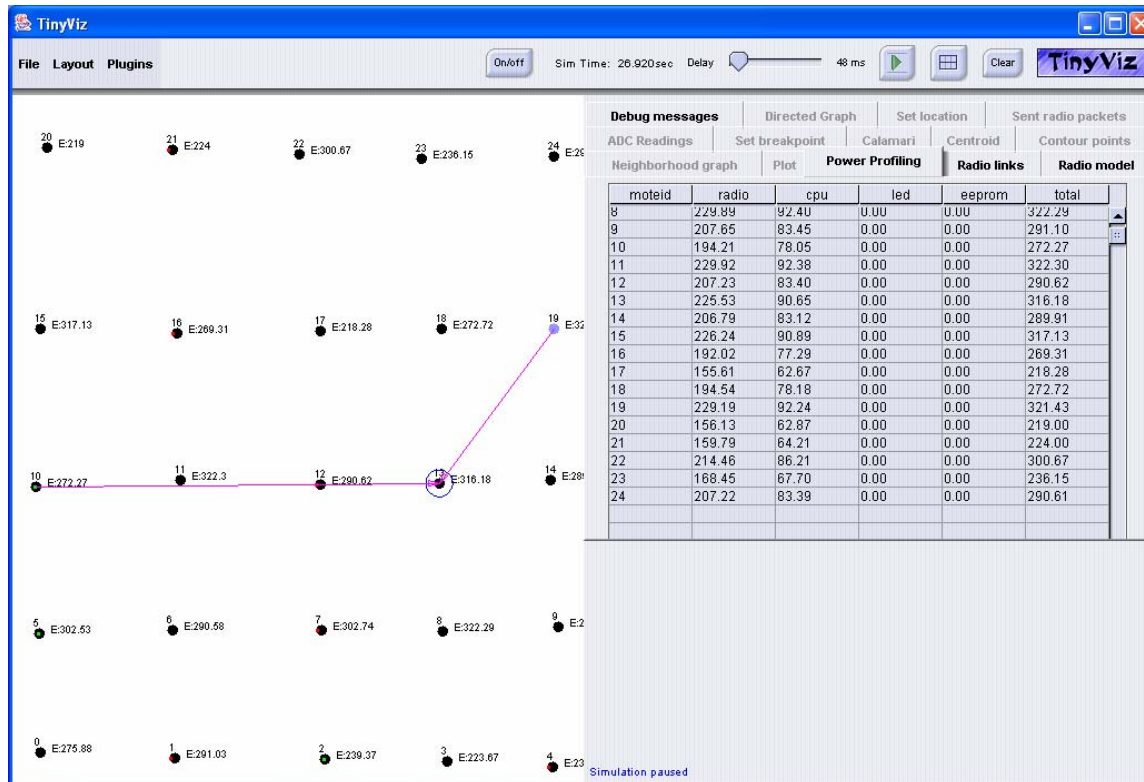 TinyViz
File Layout Plugins
On/off Sim Time: 26.920sec Delay 48 ms Clear TinyViz
20 E:219
21 E:224
22 E:300.67
23 E:236.15
24 E:29
15 E:317.13
16 E:269.31
17 E:218.28
18 E:272.72
19 E:32
10 E:272.27
11 E:322.3
12 E:290.62
13 E:316.18
14 E:28
5 E:302.53
6 E:290.58
7 E:302.74
8 E:322.29
9 E:2
0 E:275.88
1 E:291.03
2 E:239.37
3 E:223.67
4 E:23
Debug messages Directed Graph Set location Sent radio packets
ADC Readings Set breakpoint Calamari Centroid Contour points
Neighborhood graph Plot Power Profiling Radio links Radio model
moteid radio cpu led eeprom total
8 229.89 92.40 0.00 0.00 322.29
9 207.65 83.45 0.00 0.00 291.10
10 194.21 78.05 0.00 0.00 272.27
11 229.92 92.38 0.00 0.00 322.30
12 207.23 83.40 0.00 0.00 290.62
13 225.53 90.65 0.00 0.00 316.18
14 206.79 83.12 0.00 0.00 289.91
15 226.24 90.89 0.00 0.00 317.13
16 192.02 77.29 0.00 0.00 269.31
17 155.61 62.67 0.00 0.00 218.28
18 194.54 78.18 0.00 0.00 272.72
19 229.19 92.24 0.00 0.00 321.43
20 156.13 62.87 0.00 0.00 219.00
21 159.79 64.21 0.00 0.00 224.00
22 214.46 86.21 0.00 0.00 300.67
23 168.45 67.70 0.00 0.00 236.15
24 207.22 83.39 0.00 0.00 290.61
Simulation paused